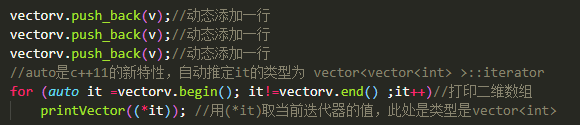 vectorv.push_back(v);//动态添加一行
vectorv.push_back(v);//动态添加一行
vectorv.push_back(v);//动态添加一行
//auto是c++11的新特性，自动推定it的类型为 vector<vector<int> >::iterator
for (auto it =vectorv.begin(); it!=vectorv.end() ;it++)//打印二维数组
    printVector((*it)); //用(*it)取当前迭代器的值，此处是类型是vector<int>